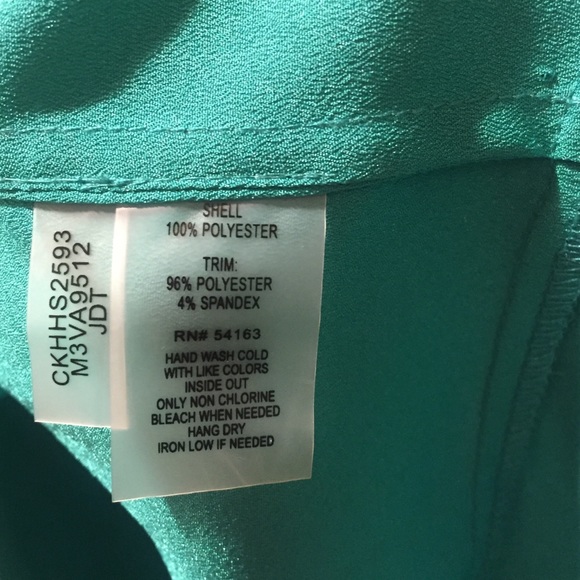 CKHHS2593
M3VA9512
JDT
SHELL
100% POLYESTER
TRIM:
96% POLYESTER
4% SPANDEX
RN# 54163
HAND WASH COLD
WITH LIKE COLORS
INSIDE OUT
ONLY NON CHLORINE
BLEACH WHEN NEEDED
HANG DRY
IRON LOW IF NEEDED